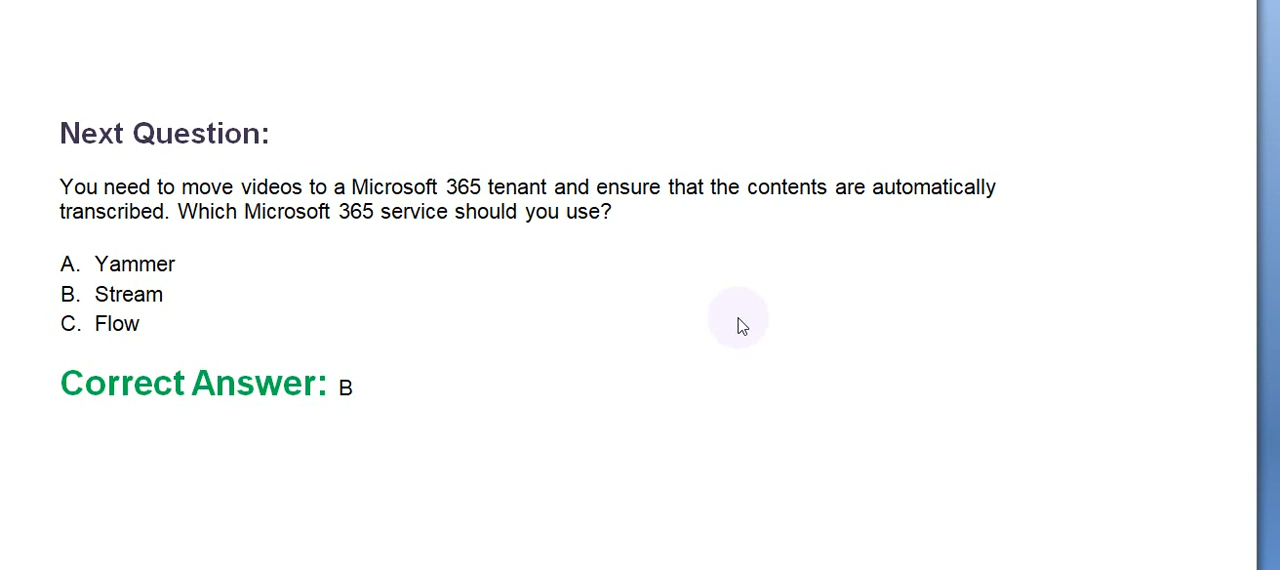 Next Question:
You need to move videos to a Microsoft 365 tenant and ensure that the contents are automatically
transcribed. Which Microsoft 365 service should you use?
A. Yammer
B. Stream
C. Flow
Correct Answer: B